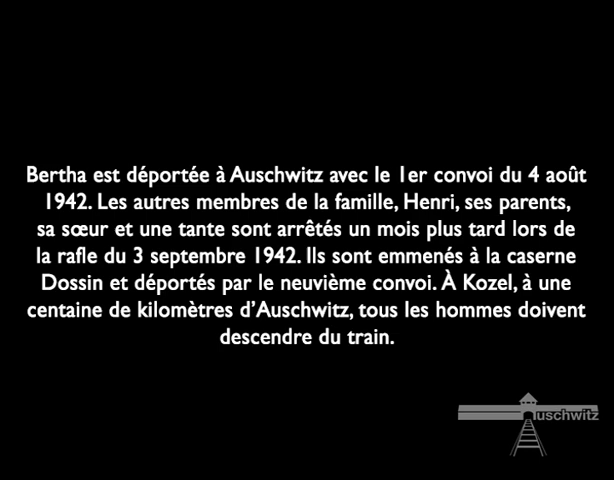 Bertha est déportée à Auschwitz avec le 1er convoi du 4 août
1942. Les autres membres de la famille, Henri, ses parents,
sa sœur et une tante sont arrêtés un mois plus tard lors de
la rafle du 3 septembre 1942. Ils sont emmenés à la caserne
Dossin et déportés par le neuvième convoi. À Kozel, à une
centaine de kilomètres d'Auschwitz, tous les hommes doivent
descendre du train.
Auschwitz